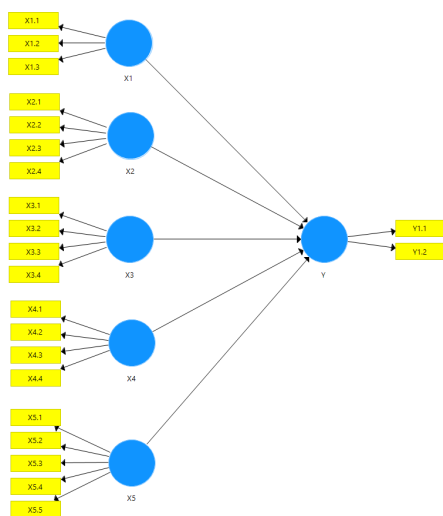 X1.1
X1.2
X1.3
X1
X2.1
X2.2
X2.3
X2.4
X2
X3.1
X3.2
X3.3
X3.4
X3
Y1.1
Y1.2
Y
X4.1
X4.2
X4.3
X4.4
X4
X5.1
X5.2
X5.3
X5.4
X5.5
X5